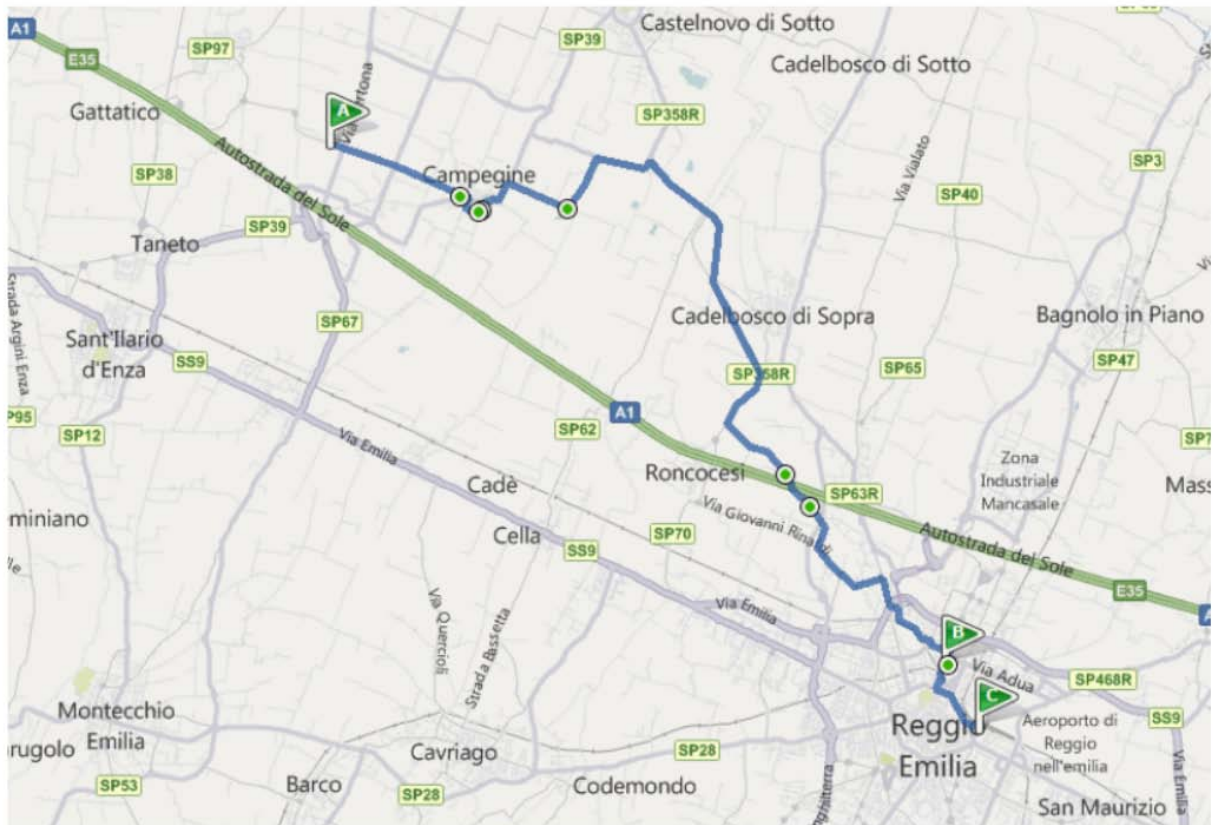 Castelnovo di Sotto
A1
SP39
SP97
E35
Cadelbosco di Sotto
Gattatico
A
SP358R
SP3
Via Vialato
Autostrada del Sole
Campegine
SP38
SP40
SP39
Taneto
Strada Argini Enza
SP67
Cadelbosco di Sopra
Bagnolo in Piano
Sant'Ilario
d'Enza
SS9
SP47
SP65
A1
SP95
SP12
SP62
Via Emilia
Roncocesi
Zona
Industriale
Mancasale
Cadè
SP63R
Via Giovanni Rinaldi
Cella
SP70
Autostrada del Sole
SS9
E35
Via Quercioli
Strada Bassetta
Via Emilia
B
Via Adua
SP468R
C
Montecchio
Emilia
Reggio
Emilia
SS9
Aeroporto di
Reggio
nell'emilia
Cavriago
SP28
Via Emilia
SP53
Barco
SP28
Codemondo
San Maurizio